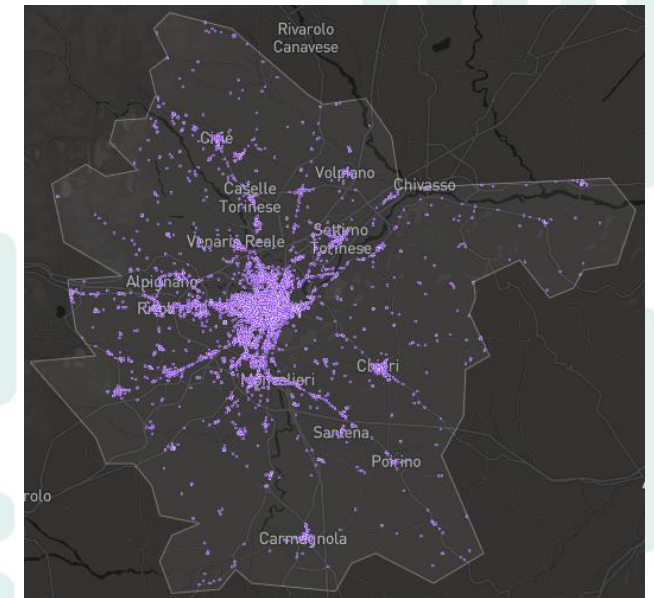 Rivarolo
Canavese
Ciriè
Volpiano
Chivasso
Caselle
Torinese
Settimo
Torinese
Venaria Reale
Alpignano
Rivoli
Chieri
Moncalieri
Santena
Poirino
rolo
Carmagnola